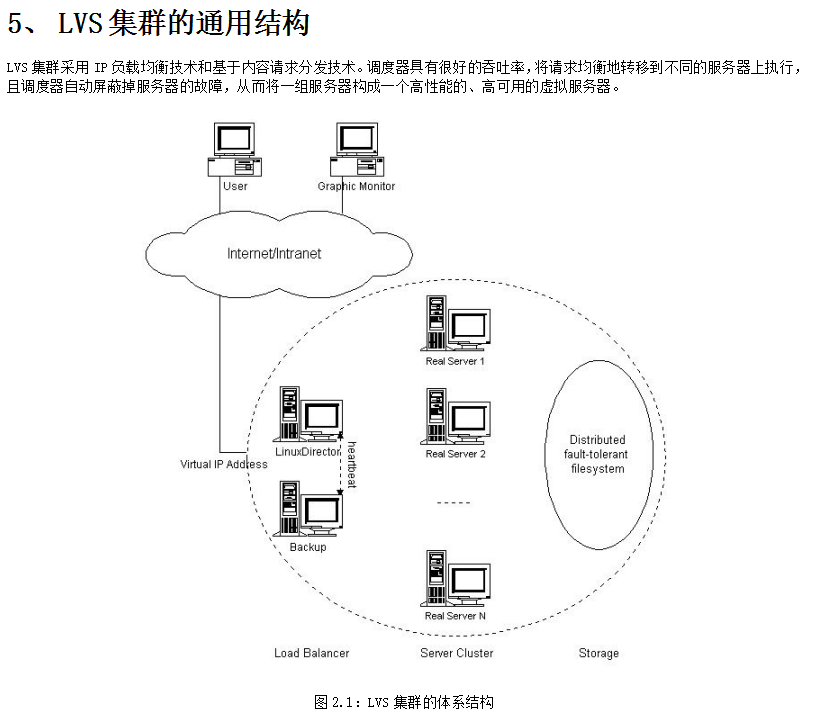 5、 LVS 集群的通用结构
LVS 集群采用 IP 负载均衡技术和基于内容请求分发技术。调度器具有很好的吞吐率,将请求均衡地转移到不同的服务器上执行,
且调度器自动屏蔽掉服务器的故障,从而将一组服务器构成一个高性能的、高可用的虚拟服务器。
User
Graphic Monitor
Internet/Intranet
Real Server 1
LinuxDirector
Virtual IP Address
heartbeat
Backup
Real Server 2
Real Server N
Distributed
fault-tolerant
filesystem
Load Balancer
Server Cluster
Storage
图 2.1：LVS 集群的体系结构